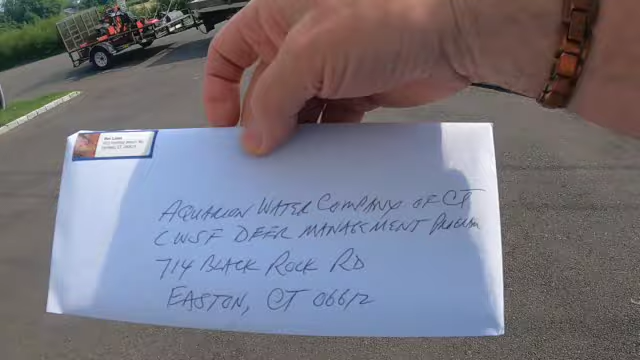 AQUARION WATER COMPANY OF CT
CWSF DEER MANAGEMENT PROGRAM
714 BLACK ROCK RD
EASTON, CT 06612